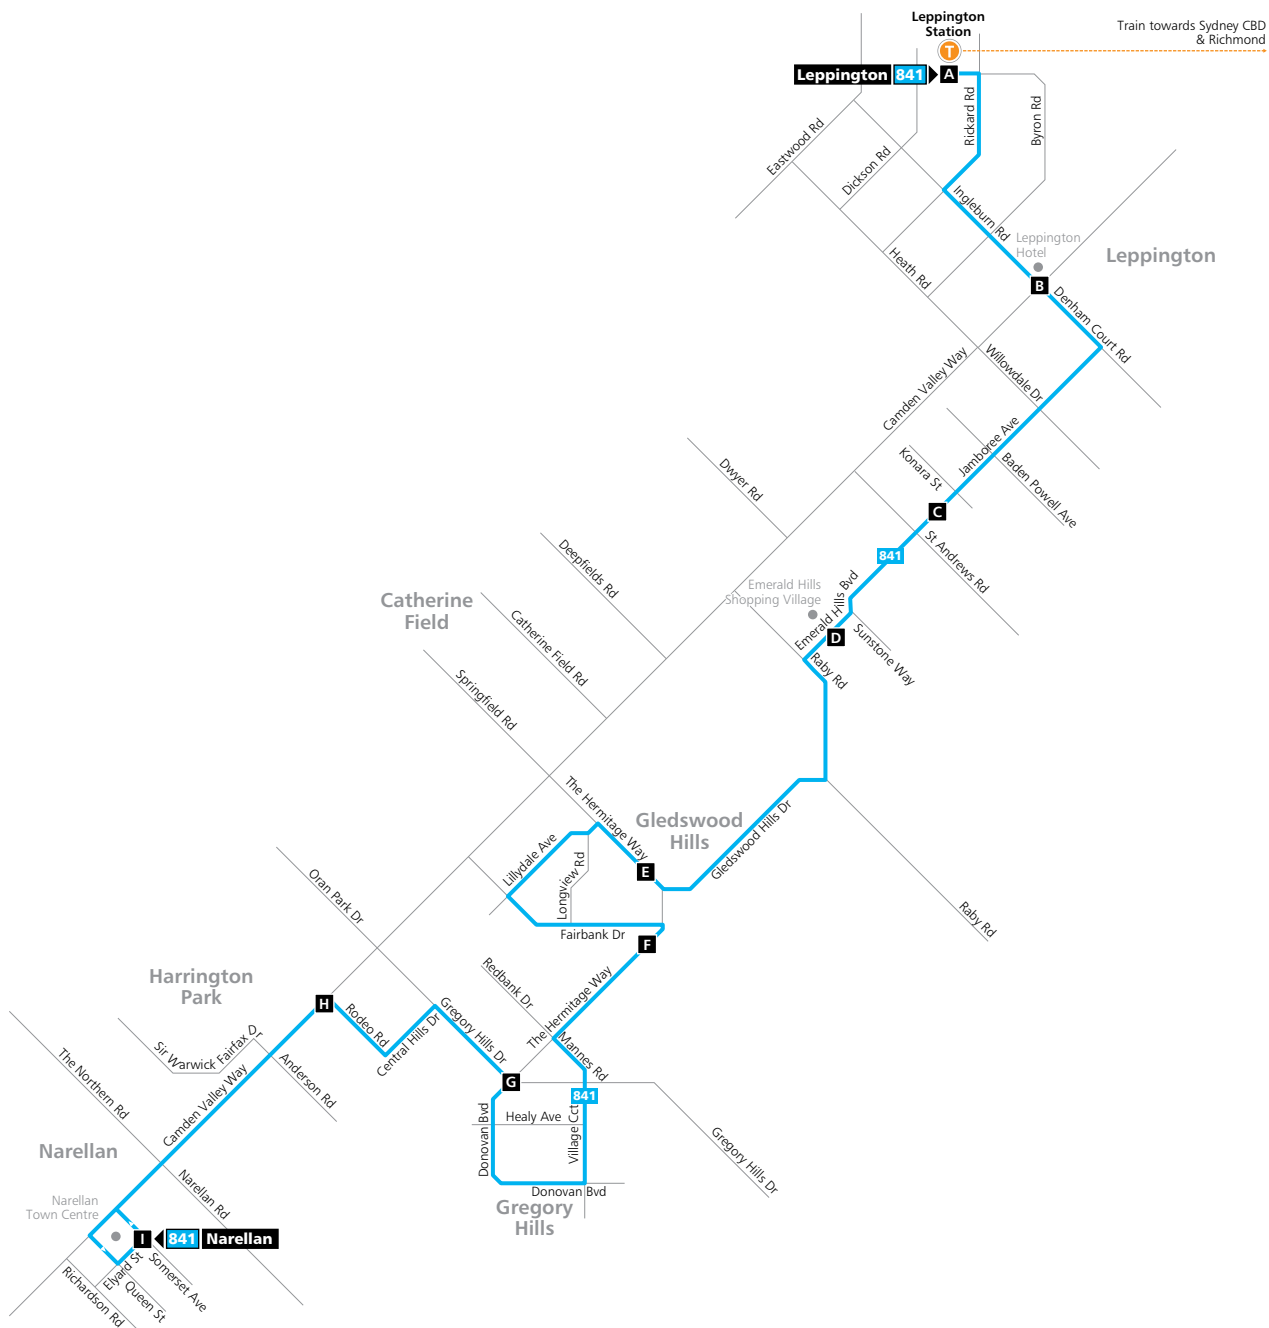 Leppington
Station
T
Train towards Sydney CBD
& Richmond
Leppington 841
A
Rickard Rd
Byron Rd
Eastwood Rd
Dickson Rd
Ingleburn Rd
Leppington
Hotel
Leppington
Heath Rd
B
Denham Court Rd
Willowdale Dr
Camden Valley Way
Jamboree Ave
Konara St
Baden Powell Ave
Dwyer Rd
C
St Andrews Rd
841
Deepfields Rd
Emerald Hills
Shopping Village
Emerald Hills Bvd
D
Sunstone Way
Raby Rd
Catherine
Field
Catherine Field Rd
Springfield Rd
The Hermitage Way
Gledswood
Hills
Gledswood Hills Dr
Lillydale Ave
Longview Rd
E
Raby Rd
Fairbank Dr
F
Oran Park Dr
Redbank Dr
The Hermitage Way
Harrington
Park
H
Rodeo Rd
Central Hills Dr
Gregory Hills Dr
Mannes Rd
Sir Warwick Fairfax Dr
Anderson Rd
The Northern Rd
Camden Valley Way
G
841
Healy Ave
Donovan Bvd
Village Cct
Gregory Hills Dr
Donovan Bvd
Gregory
Hills
Narellan
Narellan Rd
Narellan
Town Centre
I
841 Narellan
Elyard St
Somerset Ave
Queen St
Richardson Rd